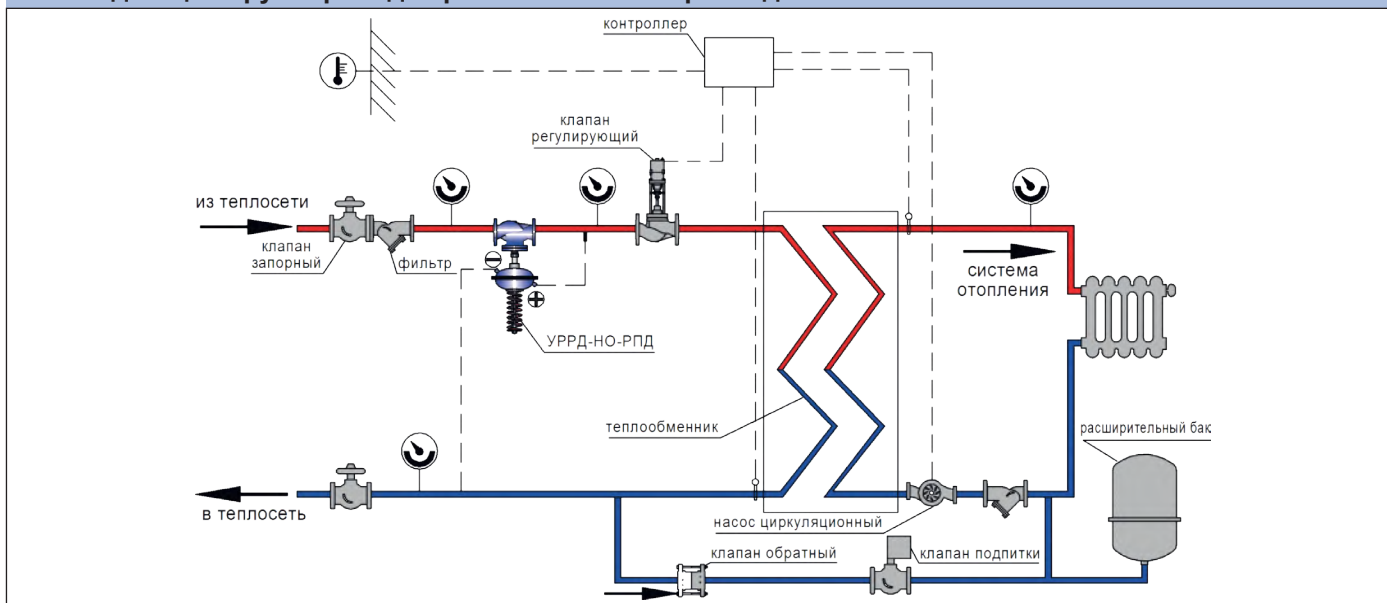 контроллер
клапан
регулирующий
из теплосети
клапан
запорный
фильтр
система
отопления
УРРД-НО-РПД
теплообменник
расширительный бак
в теплосеть
насос циркуляционный
клапан обратный
клапан подпитки